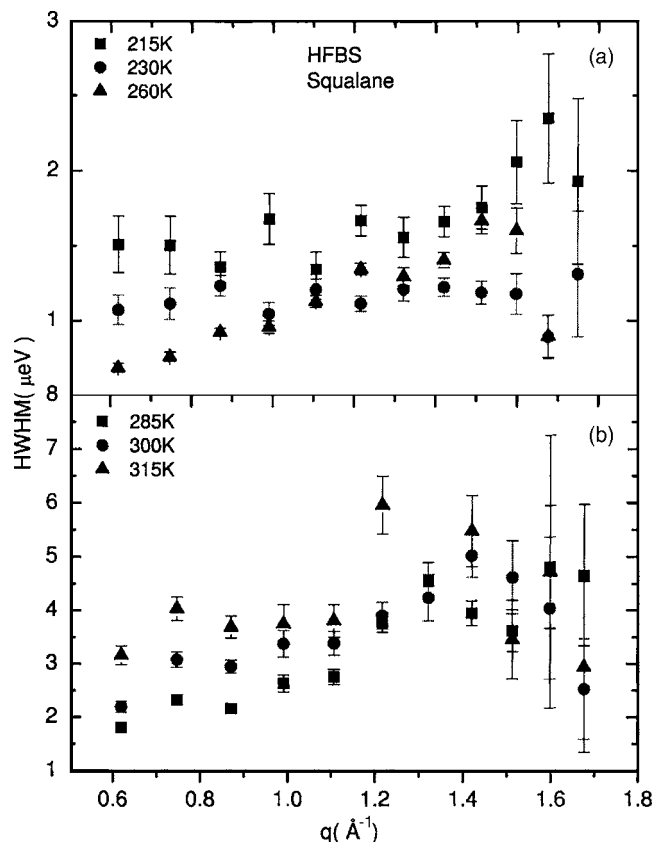 3
215K
230K
260K
HFBS
Squalane
(a)
2
1
8
HWHM( μeV)
285K
300K
315K
(b)
7
6
5
4
3
2
1
0.6 0.8 1.0 1.2 1.4 1.6 1.8
q( Å⁻¹)